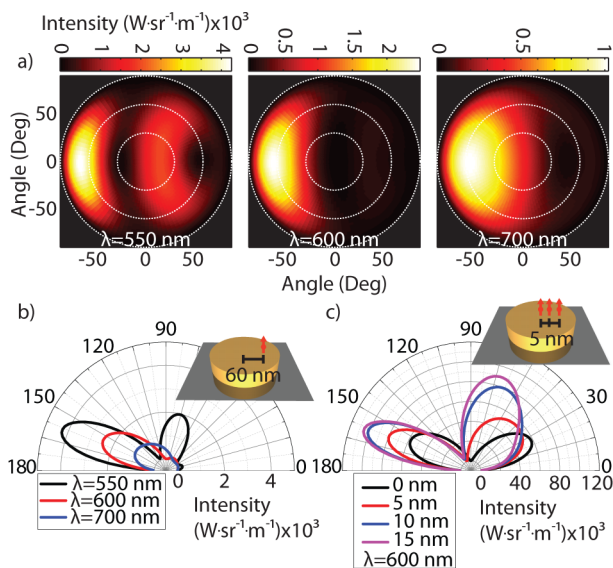 Intensity (W·sr⁻¹·m⁻¹)x10³
0 1 2 3 4 0 0.5 1 1.5 2 0 0.5 1
a)
Angle (Deg)
50
0
-50
λ=550 nm λ=600 nm λ=700 nm
-50 0 50 -50 0 50 -50 0 50
Angle (Deg)
b) c)
90 90
120 120
60 nm 5 nm
150 150 30
180 0 180 0
0 2 4 0 40 80 120
λ=550 nm
λ=600 nm
λ=700 nm
Intensity
(W·sr⁻¹·m⁻¹)x10³
0 nm
5 nm
10 nm
15 nm
λ=600 nm
Intensity
(W·sr⁻¹·m⁻¹)x10³